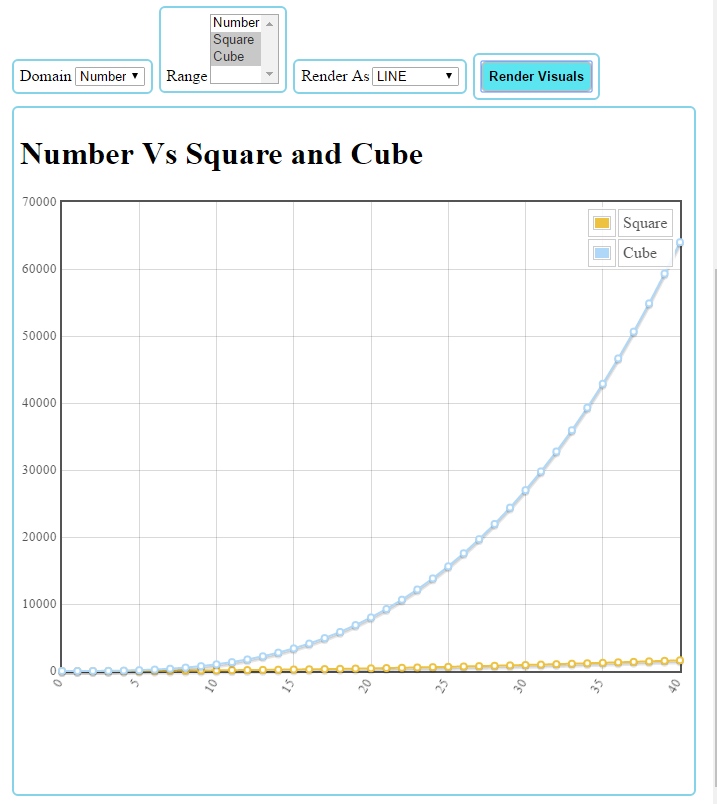 Number
Square
Cube
Domain Number
Range
Render As LINE
Render Visuals
Number Vs Square and Cube
70000
60000
50000
40000
30000
20000
10000
0
Square
Cube
0 5 10 15 20 25 30 35 40